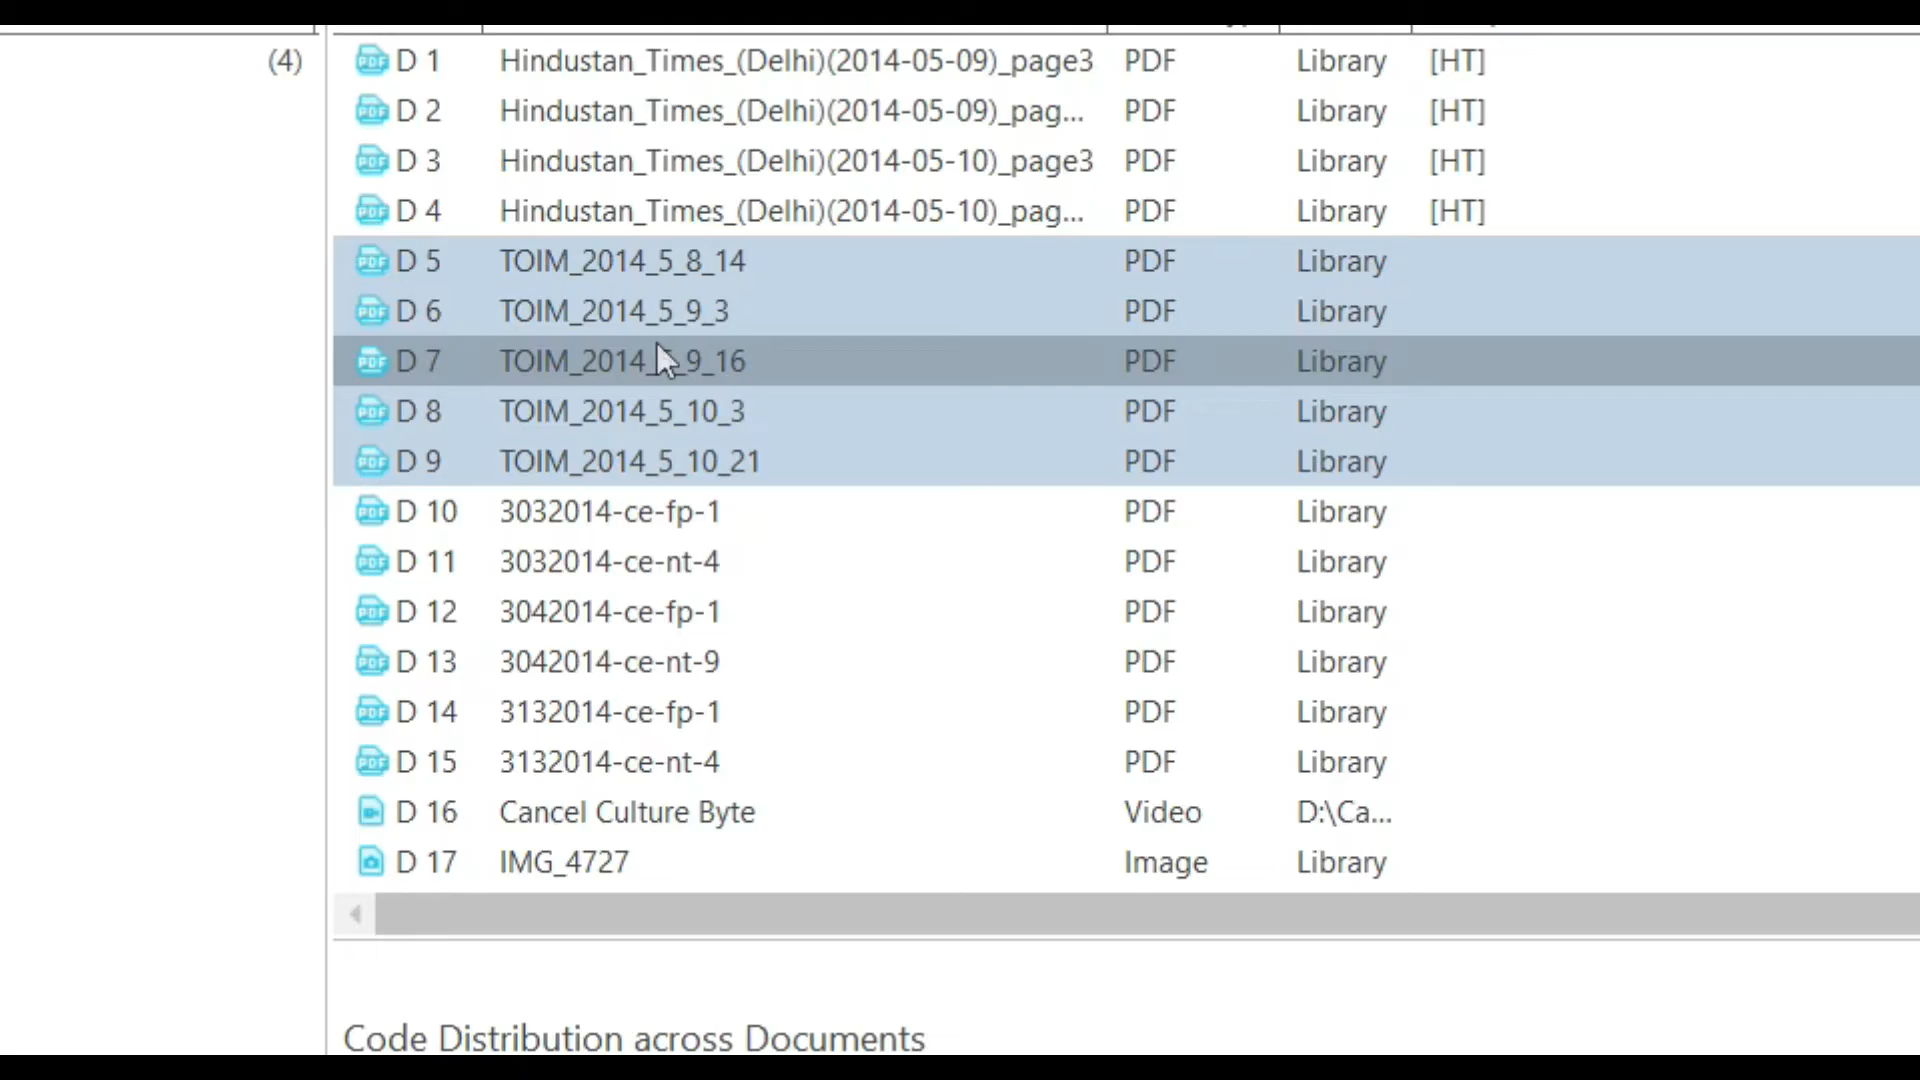 (4)
D 1 Hindustan_Times_(Delhi)(2014-05-09)_page3 PDF Library [HT]
D 2 Hindustan_Times_(Delhi)(2014-05-09)_pag... PDF Library [HT]
D 3 Hindustan_Times_(Delhi)(2014-05-10)_page3 PDF Library [HT]
D 4 Hindustan_Times_(Delhi)(2014-05-10)_pag... PDF Library [HT]
D 5 TOIM_2014_5_8_14 PDF Library
D 6 TOIM_2014_5_9_3 PDF Library
D 7 TOIM_2014_5_9_16 PDF Library
D 8 TOIM_2014_5_10_3 PDF Library
D 9 TOIM_2014_5_10_21 PDF Library
D 10 3032014-ce-fp-1 PDF Library
D 11 3032014-ce-nt-4 PDF Library
D 12 3042014-ce-fp-1 PDF Library
D 13 3042014-ce-nt-9 PDF Library
D 14 3132014-ce-fp-1 PDF Library
D 15 3132014-ce-nt-4 PDF Library
D 16 Cancel Culture Byte Video D:\Ca...
D 17 IMG_4727 Image Library
Code Distribution across Documents